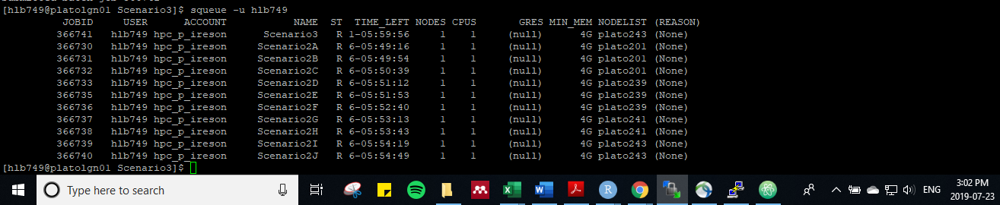 [hlb749@platolgn01 Scenario3]$ squeue -u hlb749
JOBID USER ACCOUNT NAME ST TIME_LEFT NODES CPUS GRES MIN_MEM NODELIST (REASON)
366741 hlb749 hpc_p_ireson Scenario3 R 1-05:59:56 1 1 (null) 4G plato243 (None)
366730 hlb749 hpc_p_ireson Scenario2A R 6-05:49:16 1 1 (null) 4G plato201 (None)
366731 hlb749 hpc_p_ireson Scenario2B R 6-05:49:54 1 1 (null) 4G plato201 (None)
366732 hlb749 hpc_p_ireson Scenario2C R 6-05:50:39 1 1 (null) 4G plato201 (None)
366733 hlb749 hpc_p_ireson Scenario2D R 6-05:51:12 1 1 (null) 4G plato239 (None)
366735 hlb749 hpc_p_ireson Scenario2E R 6-05:51:53 1 1 (null) 4G plato239 (None)
366736 hlb749 hpc_p_ireson Scenario2F R 6-05:52:40 1 1 (null) 4G plato239 (None)
366737 hlb749 hpc_p_ireson Scenario2G R 6-05:53:13 1 1 (null) 4G plato241 (None)
366738 hlb749 hpc_p_ireson Scenario2H R 6-05:53:43 1 1 (null) 4G plato241 (None)
366739 hlb749 hpc_p_ireson Scenario2I R 6-05:54:19 1 1 (null) 4G plato243 (None)
366740 hlb749 hpc_p_ireson Scenario2J R 6-05:54:49 1 1 (null) 4G plato243 (None)
[hlb749@platolgn01 Scenario3]$
Type here to search
ENG
3:02 PM
2019-07-23